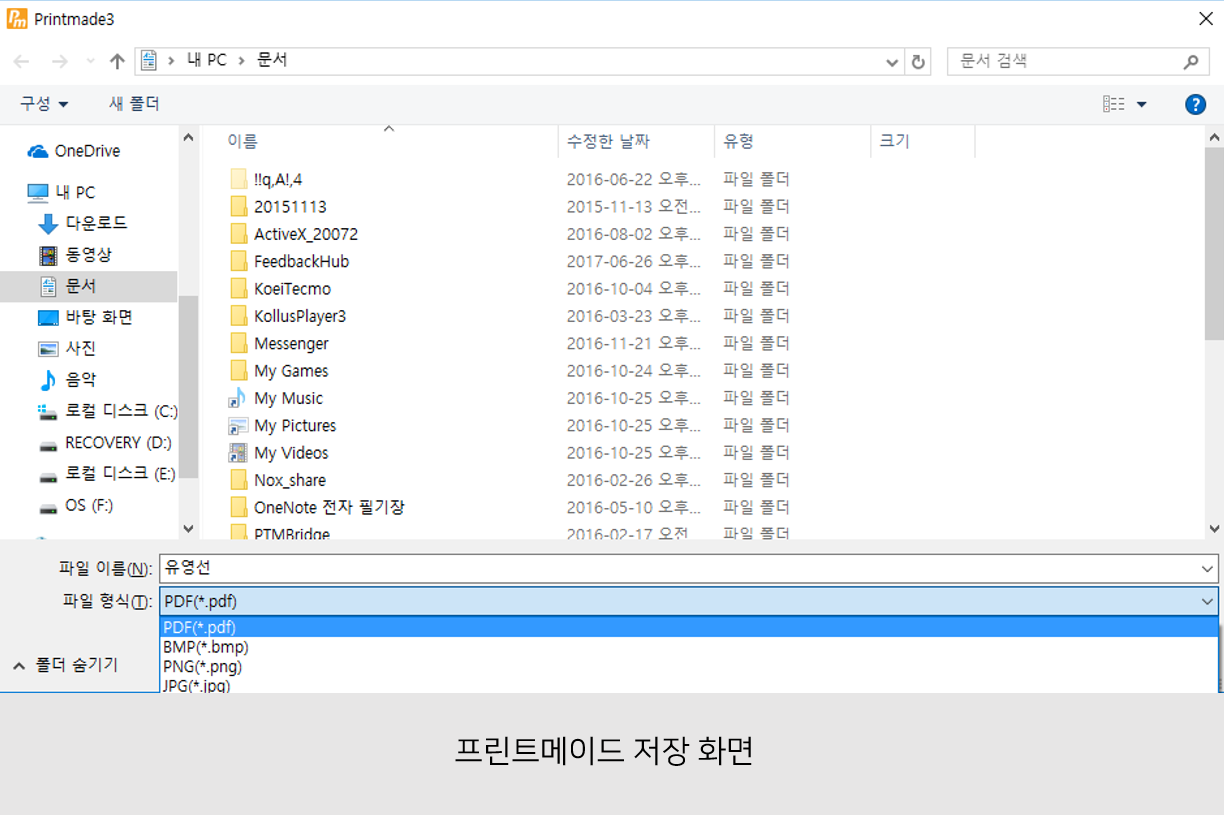 Printmade3
내 PC › 문서
문서 검색
구성
새 폴더
이름 수정한 날짜 유형 크기
OneDrive
내 PC
다운로드
동영상
문서
바탕 화면
사진
음악
로컬 디스크 (C:)
RECOVERY (D:)
로컬 디스크 (E:)
OS (F:)
!!q,A!,4 2016-06-22 오후... 파일 폴더
20151113 2015-11-13 오전... 파일 폴더
ActiveX_20072 2016-08-02 오후... 파일 폴더
FeedbackHub 2017-06-26 오후... 파일 폴더
KoeiTecmo 2016-10-04 오후... 파일 폴더
KollusPlayer3 2016-03-23 오후... 파일 폴더
Messenger 2016-11-21 오후... 파일 폴더
My Games 2016-10-24 오후... 파일 폴더
My Music 2016-10-25 오후... 파일 폴더
My Pictures 2016-10-25 오후... 파일 폴더
My Videos 2016-10-25 오후... 파일 폴더
Nox_share 2016-02-26 오후... 파일 폴더
OneNote 전자 필기장 2016-05-10 오후... 파일 폴더
PTMBridge 2016-02-17 오전 파일 폴더
파일 이름(N): 유영선
파일 형식(T): PDF(*.pdf)
PDF(*.pdf)
BMP(*.bmp)
PNG(*.png)
JPG(*.jpg)
폴더 숨기기
프린트메이드 저장 화면